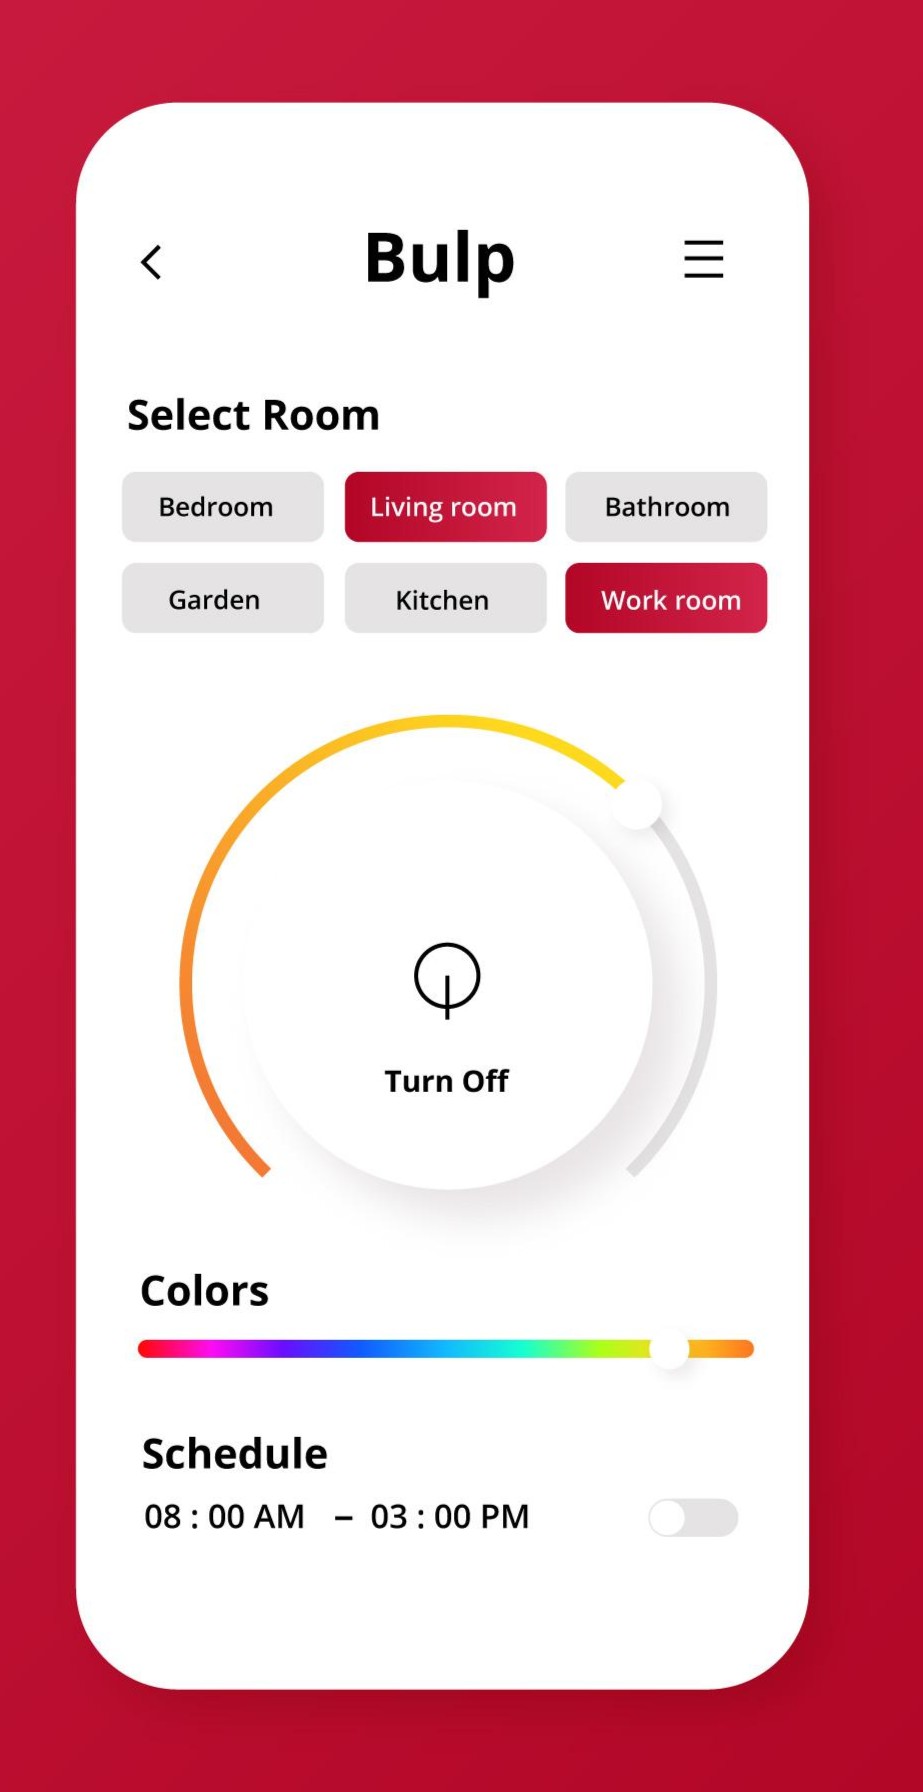 Bulp
Select Room
Bedroom Living room Bathroom
Garden Kitchen Work room
Turn Off
Colors
Schedule
08 : 00 AM – 03 : 00 PM